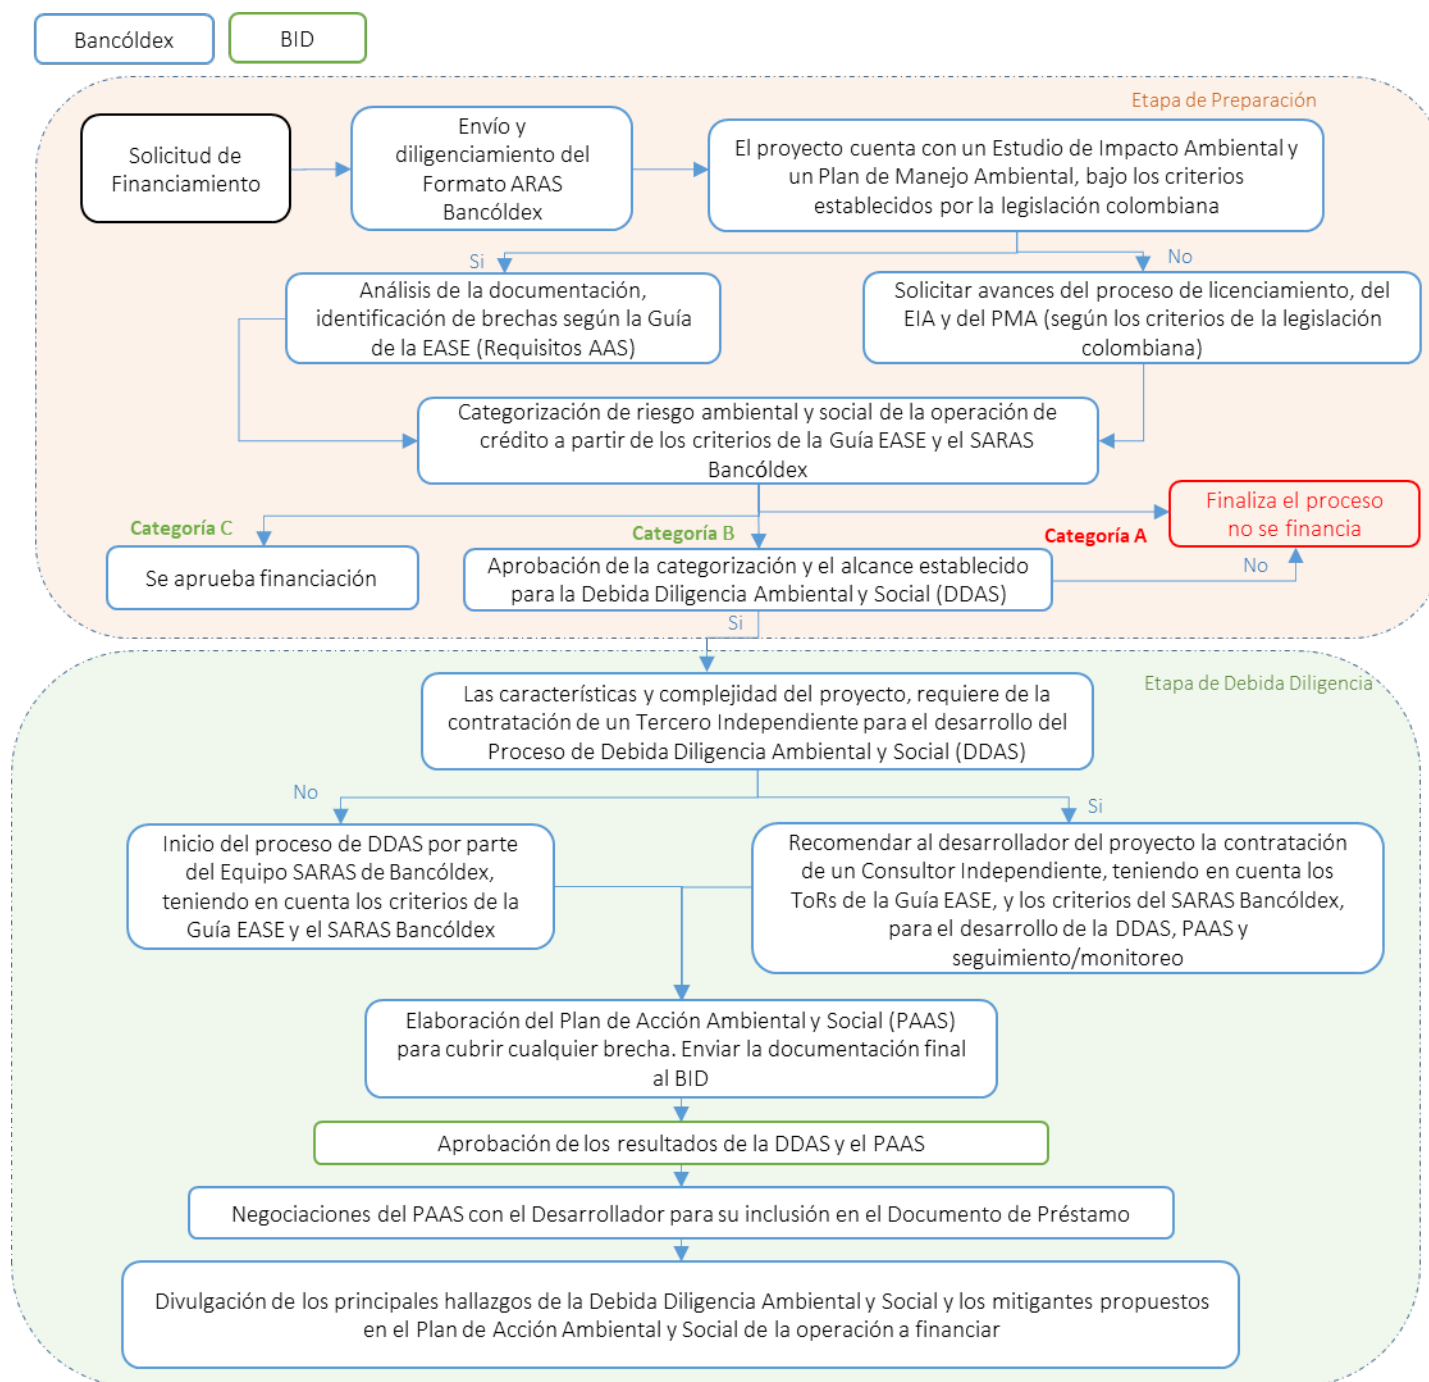 Bancóldex
BID
Etapa de Preparación
Solicitud de
Financiamiento
Envío y
diligenciamiento del
Formato ARAS
Bancóldex
El proyecto cuenta con un Estudio de Impacto Ambiental y
un Plan de Manejo Ambiental, bajo los criterios
establecidos por la legislación colombiana
Si
No
Análisis de la documentación,
identificación de brechas según la Guía
de la EASE (Requisitos AAS)
Solicitar avances del proceso de licenciamiento, del
EIA y del PMA (según los criterios de la legislación
colombiana)
Categorización de riesgo ambiental y social de la operación de
crédito a partir de los criterios de la Guía EASE y el SARAS
Bancóldex
Categoría C
Categoría B
Categoría A
Finaliza el proceso
no se financia
Se aprueba financiación
Aprobación de la categorización y el alcance establecido
para la Debida Diligencia Ambiental y Social (DDAS)
No
Si
Etapa de Debida Diligencia
Las características y complejidad del proyecto, requiere de la
contratación de un Tercero Independiente para el desarrollo del
Proceso de Debida Diligencia Ambiental y Social (DDAS)
No
Si
Inicio del proceso de DDAS por parte
del Equipo SARAS de Bancóldex,
teniendo en cuenta los criterios de la
Guía EASE y el SARAS Bancóldex
Recomendar al desarrollador del proyecto la contratación
de un Consultor Independiente, teniendo en cuenta los
ToRs de la Guía EASE, y los criterios del SARAS Bancóldex,
para el desarrollo de la DDAS, PAAS y
seguimiento/monitoreo
Elaboración del Plan de Acción Ambiental y Social (PAAS)
para cubrir cualquier brecha. Enviar la documentación final
al BID
Aprobación de los resultados de la DDAS y el PAAS
Negociaciones del PAAS con el Desarrollador para su inclusión en el Documento de Préstamo
Divulgación de los principales hallazgos de la Debida Diligencia Ambiental y Social y los mitigantes propuestos
en el Plan de Acción Ambiental y Social de la operación a financiar